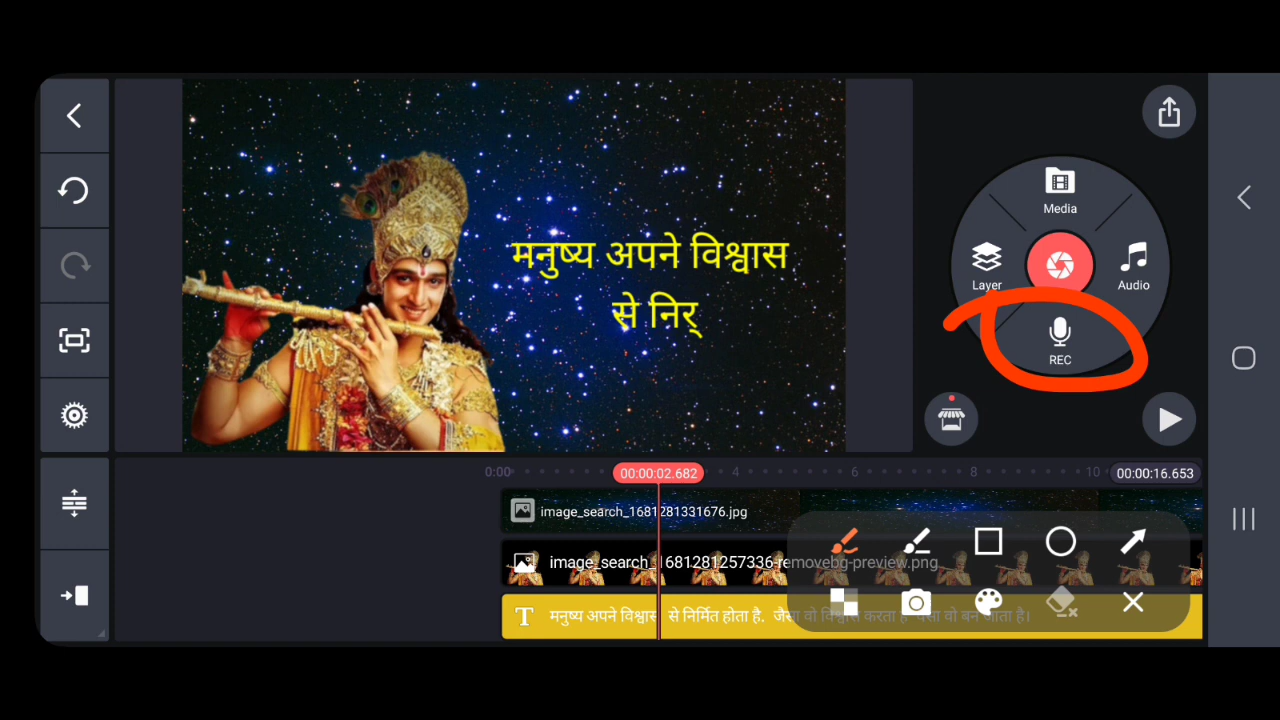 Media
Layer
Audio
REC
मनुष्य अपने विश्वास
से निर्
0:00
00:00:02.682
4
6
8
10
00:00:16.653
image_search_1681281331676.jpg
image_search_1681281257336-removebg-preview.png
T
मनुष्य अपने विश्वास से निर्मित होता है. जैसा वो विश्वास करता है वैसा वो बन जाता है।